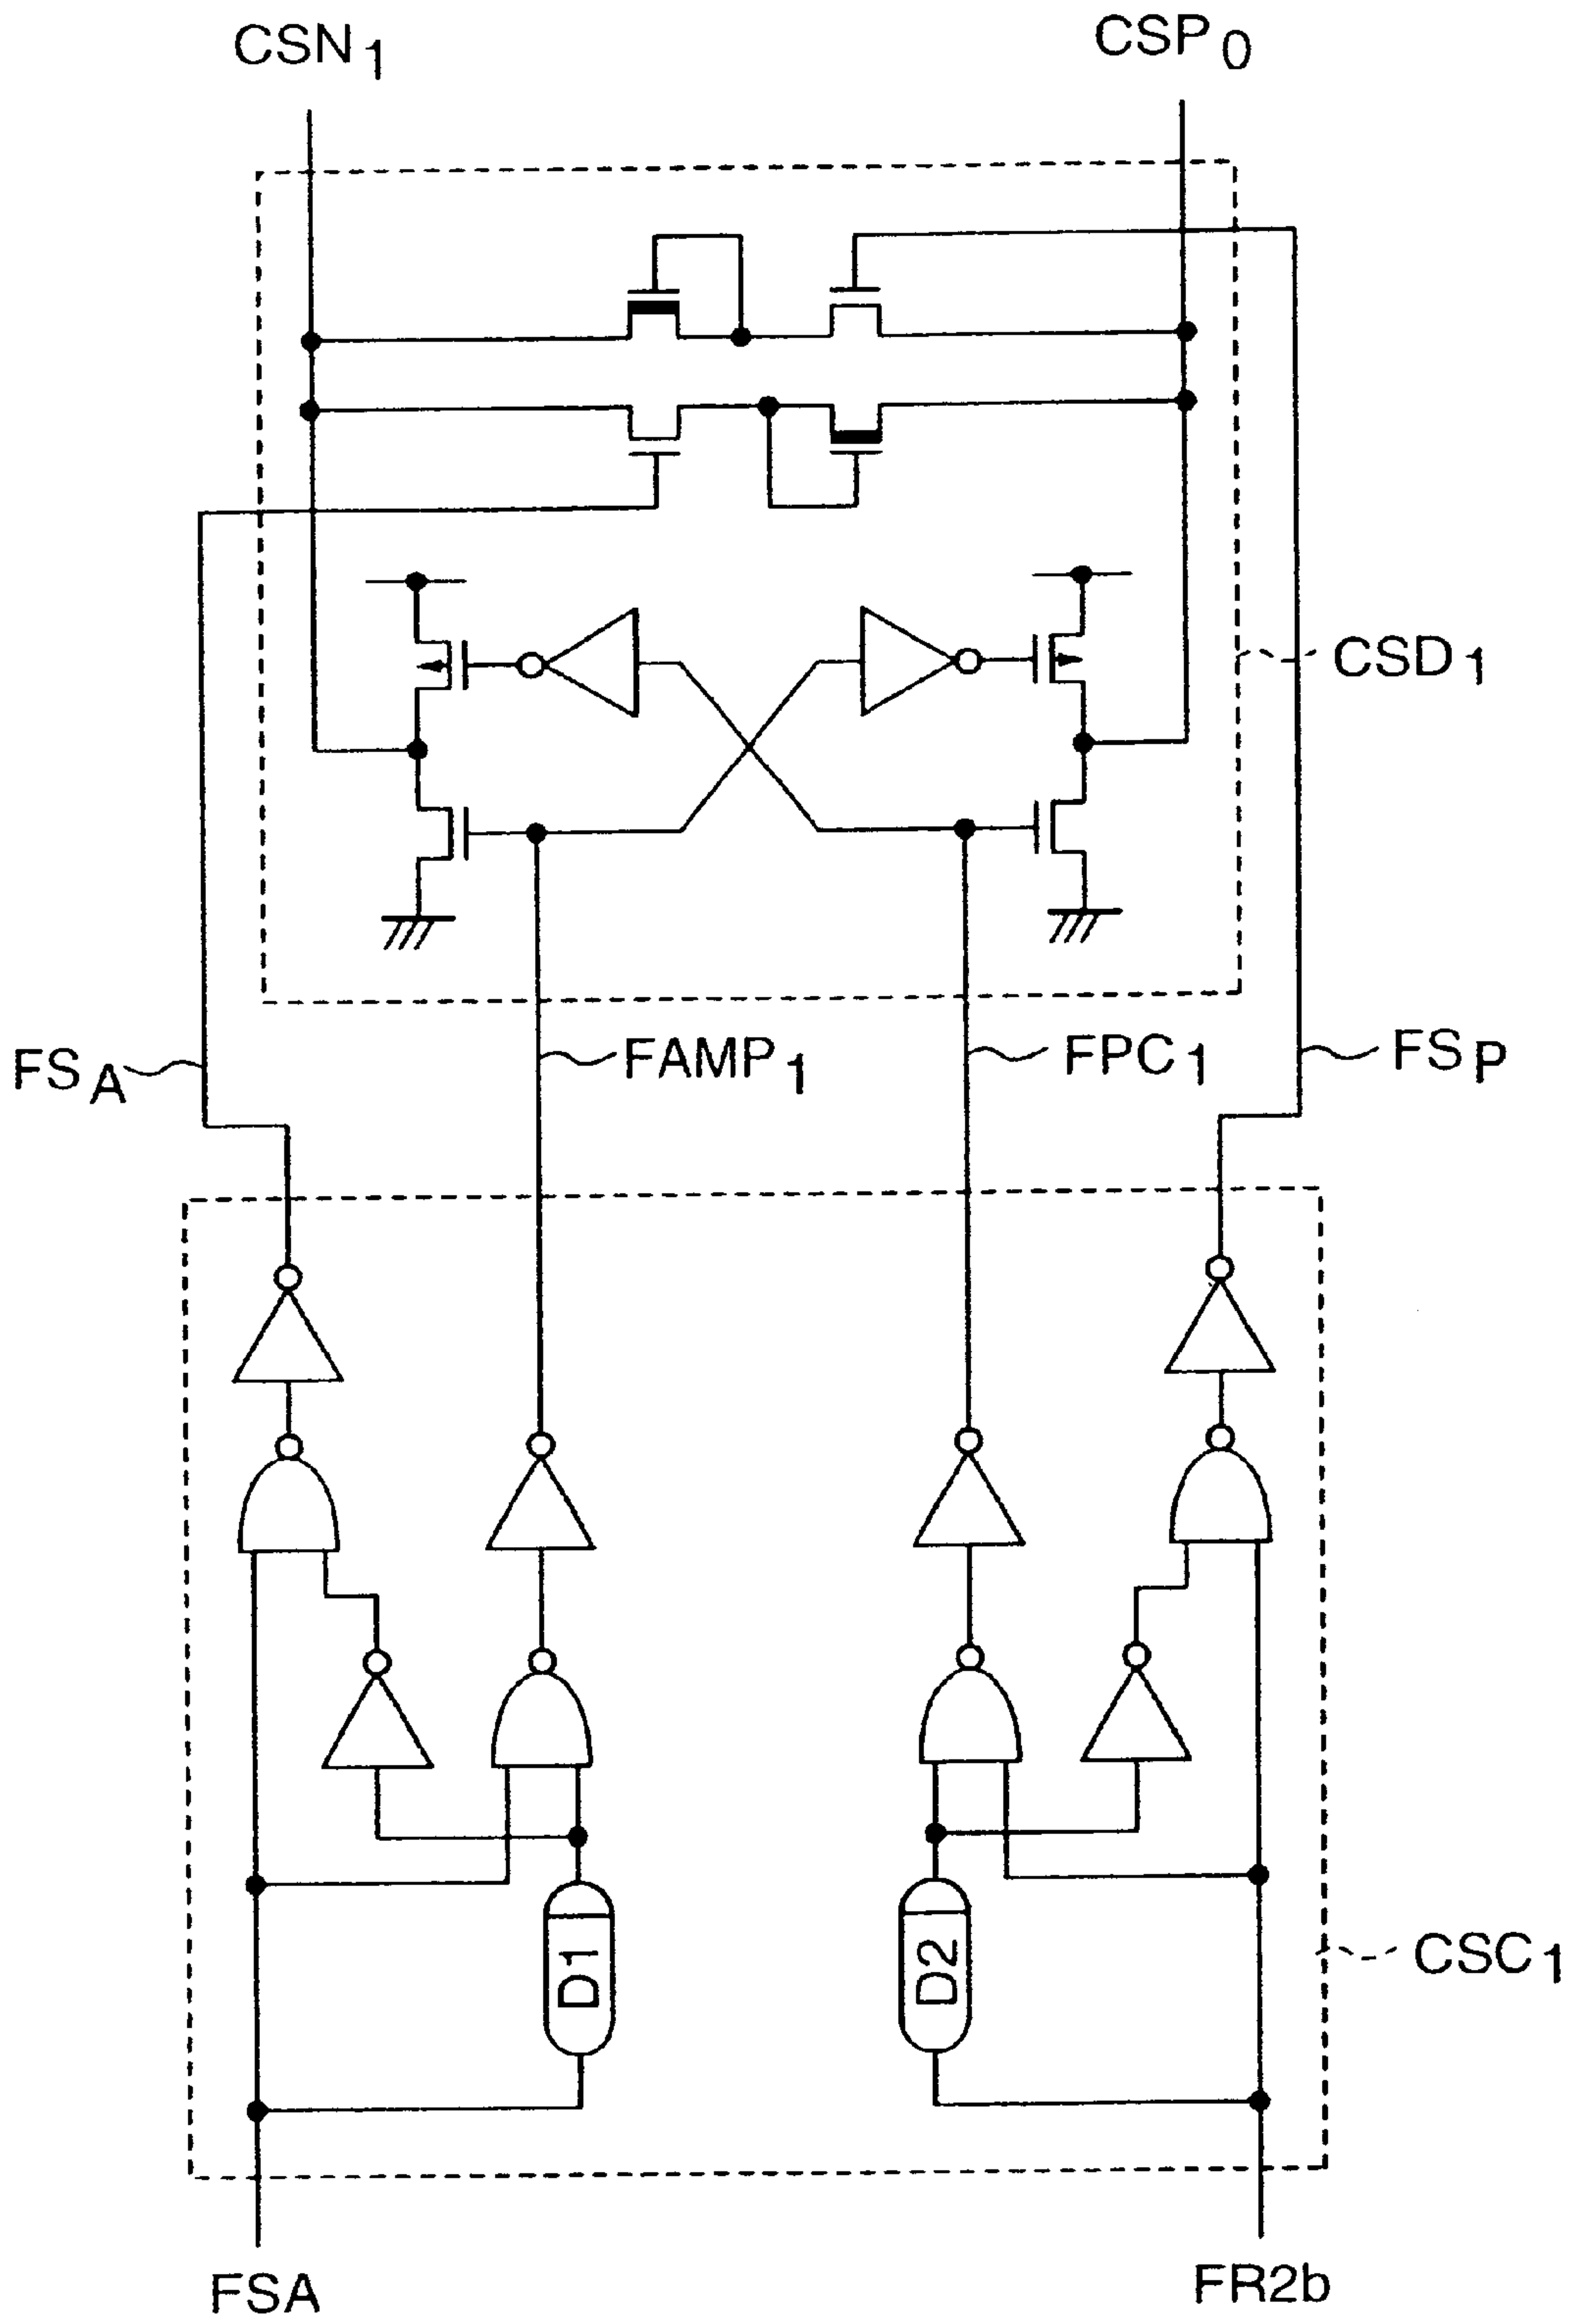 CSN1
CSP0
CSD1
FSA
FAMP1
FPC1
FSP
D1
D2
CSC1
FSA
FR2b